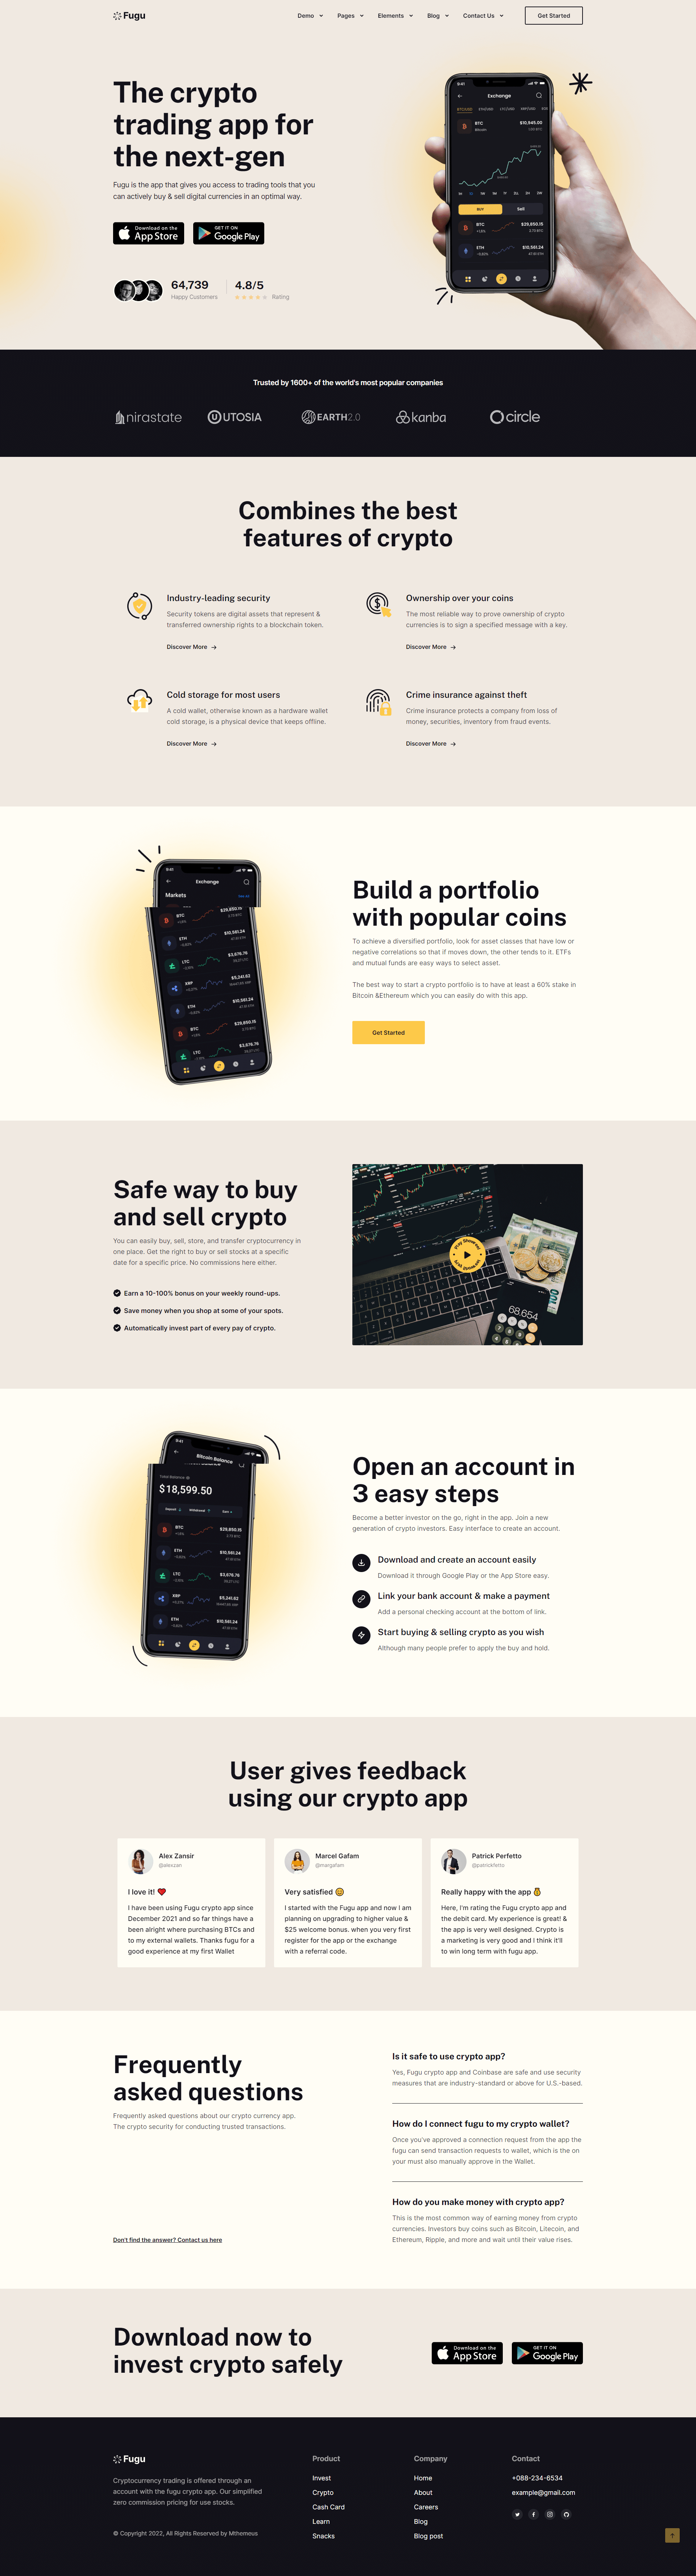 Fugu
Demo
Pages
Elements
Blog
Contact Us
Get Started
The crypto
trading app for
the next-gen
Fugu is the app that gives you access to trading tools that you
can actively buy & sell digital currencies in an optimal way.
Download on the
App Store
GET IT ON
Google Play
64,739
Happy Customers
4.8/5
Rating
9:41
Exchange
BTC
Bitcoin
$10,945.00
BUY
Sell
BTC
$29,850.15
ETH
$10,561.24
Trusted by 1600+ of the world's most popular companies
nirastate
UTOSIA
EARTH2.0
kanba
circle
Combines the best
features of crypto
Industry-leading security
Security tokens are digital assets that represent &
transferred ownership rights to a blockchain token.
Discover More
Ownership over your coins
The most reliable way to prove ownership of crypto
currencies is to sign a specified message with a key.
Discover More
Cold storage for most users
A cold wallet, otherwise known as a hardware wallet
cold storage, is a physical device that keeps offline.
Discover More
Crime insurance against theft
Crime insurance protects a company from loss of
money, securities, inventory from fraud events.
Discover More
9:41
Exchange
Markets
BTC
$29,850.15
ETH
$10,561.24
LTC
$3,676.76
XRP
$5,241.62
ETH
$10,561.24
BTC
$29,850.15
LTC
$3,676.76
Build a portfolio
with popular coins
To achieve a diversified portfolio, look for asset classes that have low or
negative correlations so that if moves down, the other tends to it. ETFs
and mutual funds are easy ways to select asset.
The best way to start a crypto portfolio is to have at least a 60% stake in
Bitcoin &Ethereum which you can easily do with this app.
Get Started
Safe way to buy
and sell crypto
You can easily buy, sell, store, and transfer cryptocurrency in
one place. Get the right to buy or sell stocks at a specific
date for a specific price. No commissions here either.
Earn a 10-100% bonus on your weekly round-ups.
Save money when you shop at some of your spots.
Automatically invest part of every pay of crypto.
68,654
9:41
Bitcoin Balance
Total Balance
$18,599.50
BTC
$29,850.15
ETH
$10,561.24
LTC
$3,676.76
XRP
$5,241.62
ETH
$10,561.24
Open an account in
3 easy steps
Become a better investor on the go, right in the app. Join a new
generation of crypto investors. Easy interface to create an account.
Download and create an account easily
Download it through Google Play or the App Store easy.
Link your bank account & make a payment
Add a personal checking account at the bottom of link.
Start buying & selling crypto as you wish
Although many people prefer to apply the buy and hold.
User gives feedback
using our crypto app
Alex Zansir
@alexzan
I love it!
I have been using Fugu crypto app since
December 2021 and so far things have a
been alright where purchasing BTCs and
to my external wallets. Thanks fugu for a
good experience at my first Wallet
Marcel Gafam
@margafam
Very satisfied
I started with the Fugu app and now I am
planning on upgrading to higher value &
$25 welcome bonus. when you very first
register for the app or the exchange
with a referral code.
Patrick Perfetto
@patrickfetto
Really happy with the app
Here, I'm rating the Fugu crypto app and
the debit card. My experience is great! &
the app is very well designed. Crypto is
a marketing is very good and I think it'll
to win long term with fugu app.
Frequently
asked questions
Frequently asked questions about our crypto currency app.
The crypto security for conducting trusted transactions.
Don't find the answer? Contact us here
Is it safe to use crypto app?
Yes, Fugu crypto app and Coinbase are safe and use security
measures that are industry-standard or above for U.S.-based.
How do I connect fugu to my crypto wallet?
Once you've approved a connection request from the app the
fugu can send transaction requests to wallet, which is the on
your must also manually approve in the Wallet.
How do you make money with crypto app?
This is the most common way of earning money from crypto
currencies. Investors buy coins such as Bitcoin, Litecoin, and
Ethereum, Ripple, and more and wait until their value rises.
Download now to
invest crypto safely
Download on the
App Store
GET IT ON
Google Play
Fugu
Cryptocurrency trading is offered through an
account with the fugu crypto app. Our simplified
zero commission pricing for use stocks.
© Copyright 2022, All Rights Reserved by Mthemeus
Product
Invest
Crypto
Cash Card
Learn
Snacks
Company
Home
About
Careers
Blog
Blog post
Contact
+088-234-6534
example@gmail.com